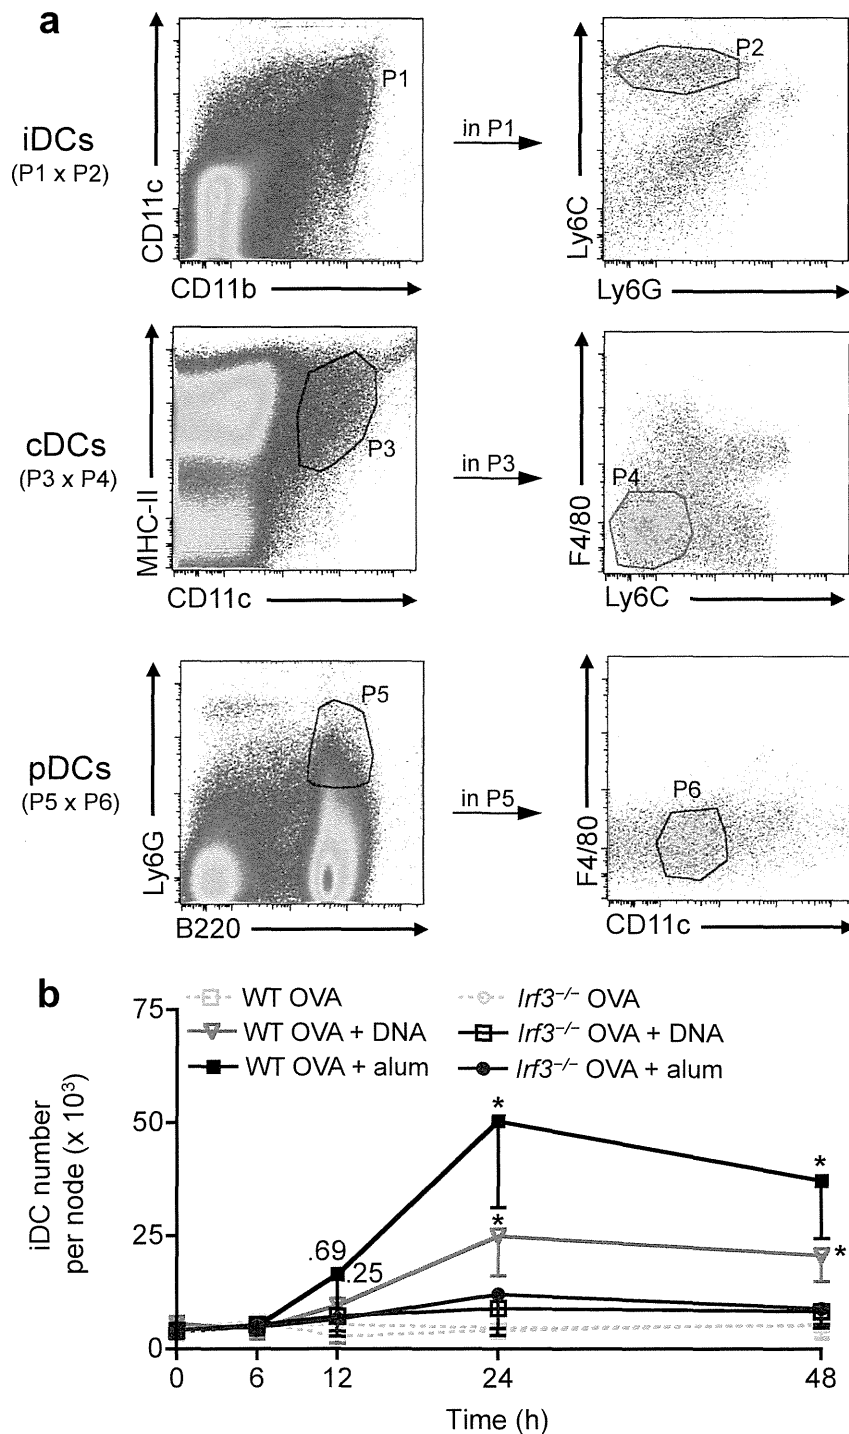 a
iDCs
(P1 x P2)
CD11c
CD11b
P1
in P1
Ly6C
Ly6G
P2
cDCs
(P3 x P4)
MHC-II
CD11c
P3
in P3
F4/80
Ly6C
P4
pDCs
(P5 x P6)
Ly6G
B220
P5
in P5
F4/80
CD11c
P6
b
WT OVA
Irf3–/– OVA
WT OVA + DNA
Irf3–/– OVA + DNA
WT OVA + alum
Irf3–/– OVA + alum
iDC number
per node (x 10³)
75
50
25
0
.69
.25
*
*
*
*
0 6 12 24 48
Time (h)